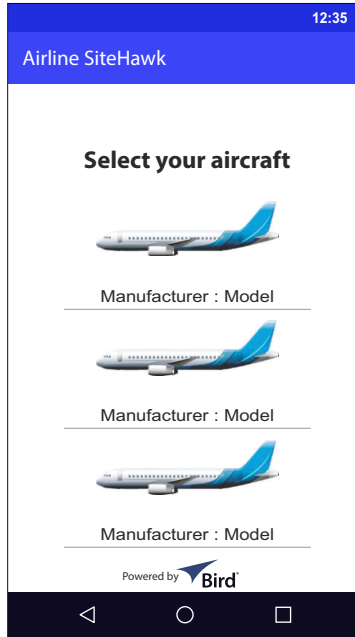 12:35
Airline SiteHawk
Select your aircraft
Manufacturer : Model
Manufacturer : Model
Manufacturer : Model
Powered by Bird